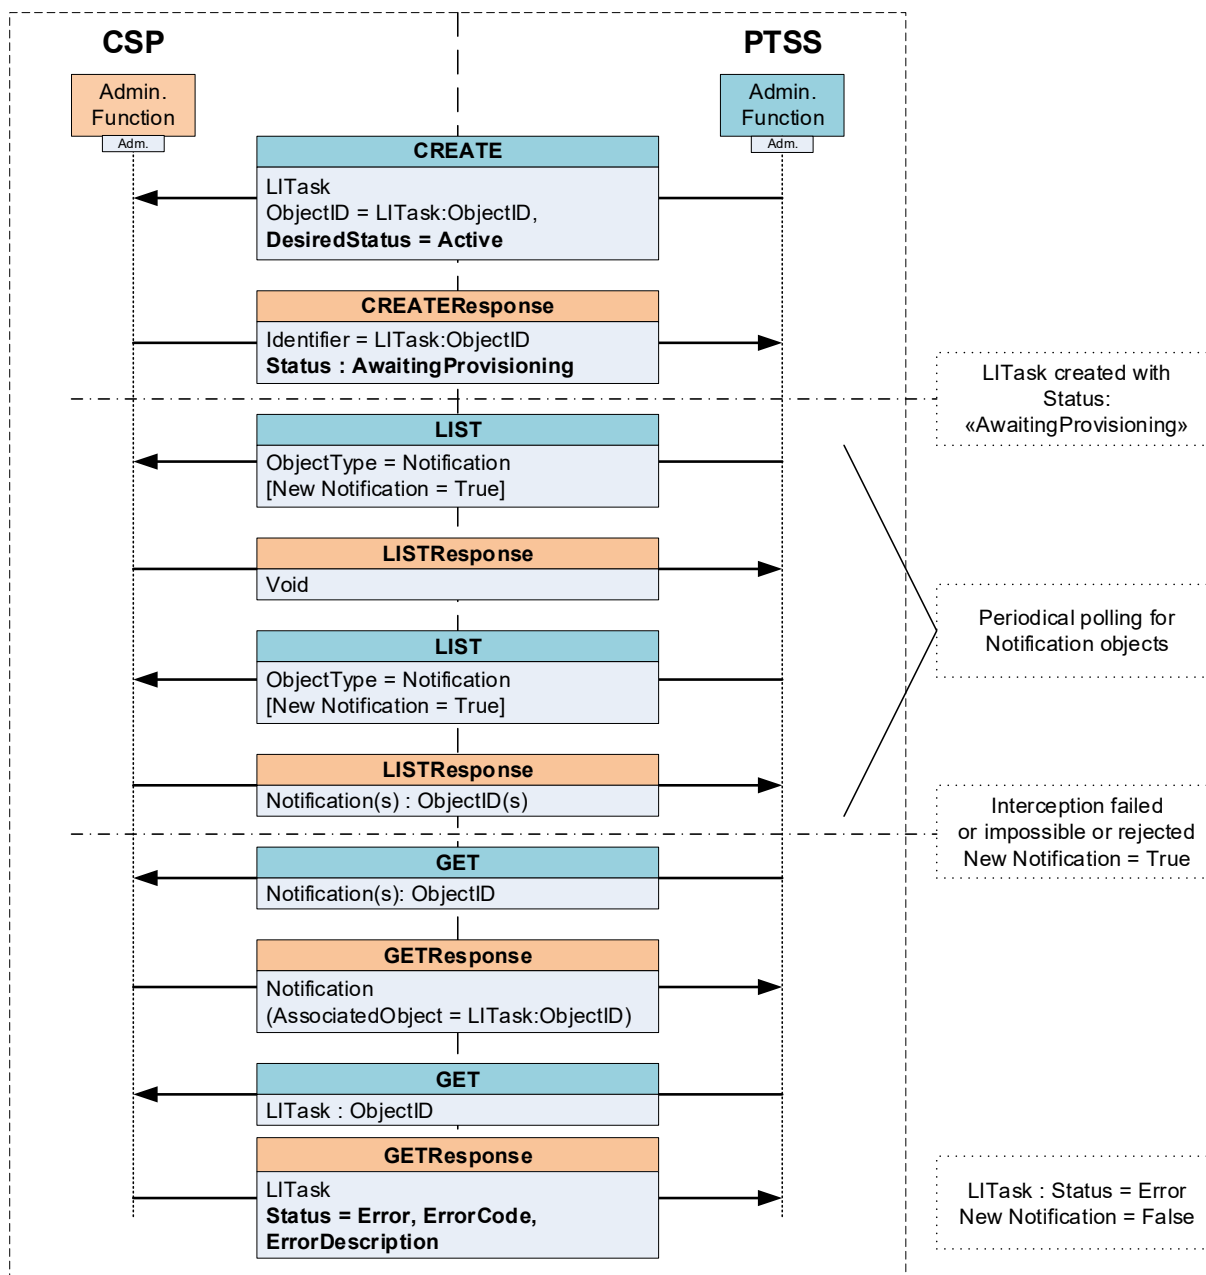 CSP
PTSS
Admin.
Function
Adm.
Admin.
Function
Adm.
CREATE
LITask
ObjectID = LITask:ObjectID,
DesiredStatus = Active
CREATEResponse
Identifier = LITask:ObjectID
Status : AwaitingProvisioning
LITask created with
Status:
«AwaitingProvisioning»
LIST
ObjectType = Notification
[New Notification = True]
LISTResponse
Void
Periodical polling for
Notification objects
LIST
ObjectType = Notification
[New Notification = True]
LISTResponse
Notification(s) : ObjectID(s)
Interception failed
or impossible or rejected
New Notification = True
GET
Notification(s): ObjectID
GETResponse
Notification
(AssociatedObject = LITask:ObjectID)
GET
LITask : ObjectID
GETResponse
LITask
Status = Error, ErrorCode,
ErrorDescription
LITask : Status = Error
New Notification = False